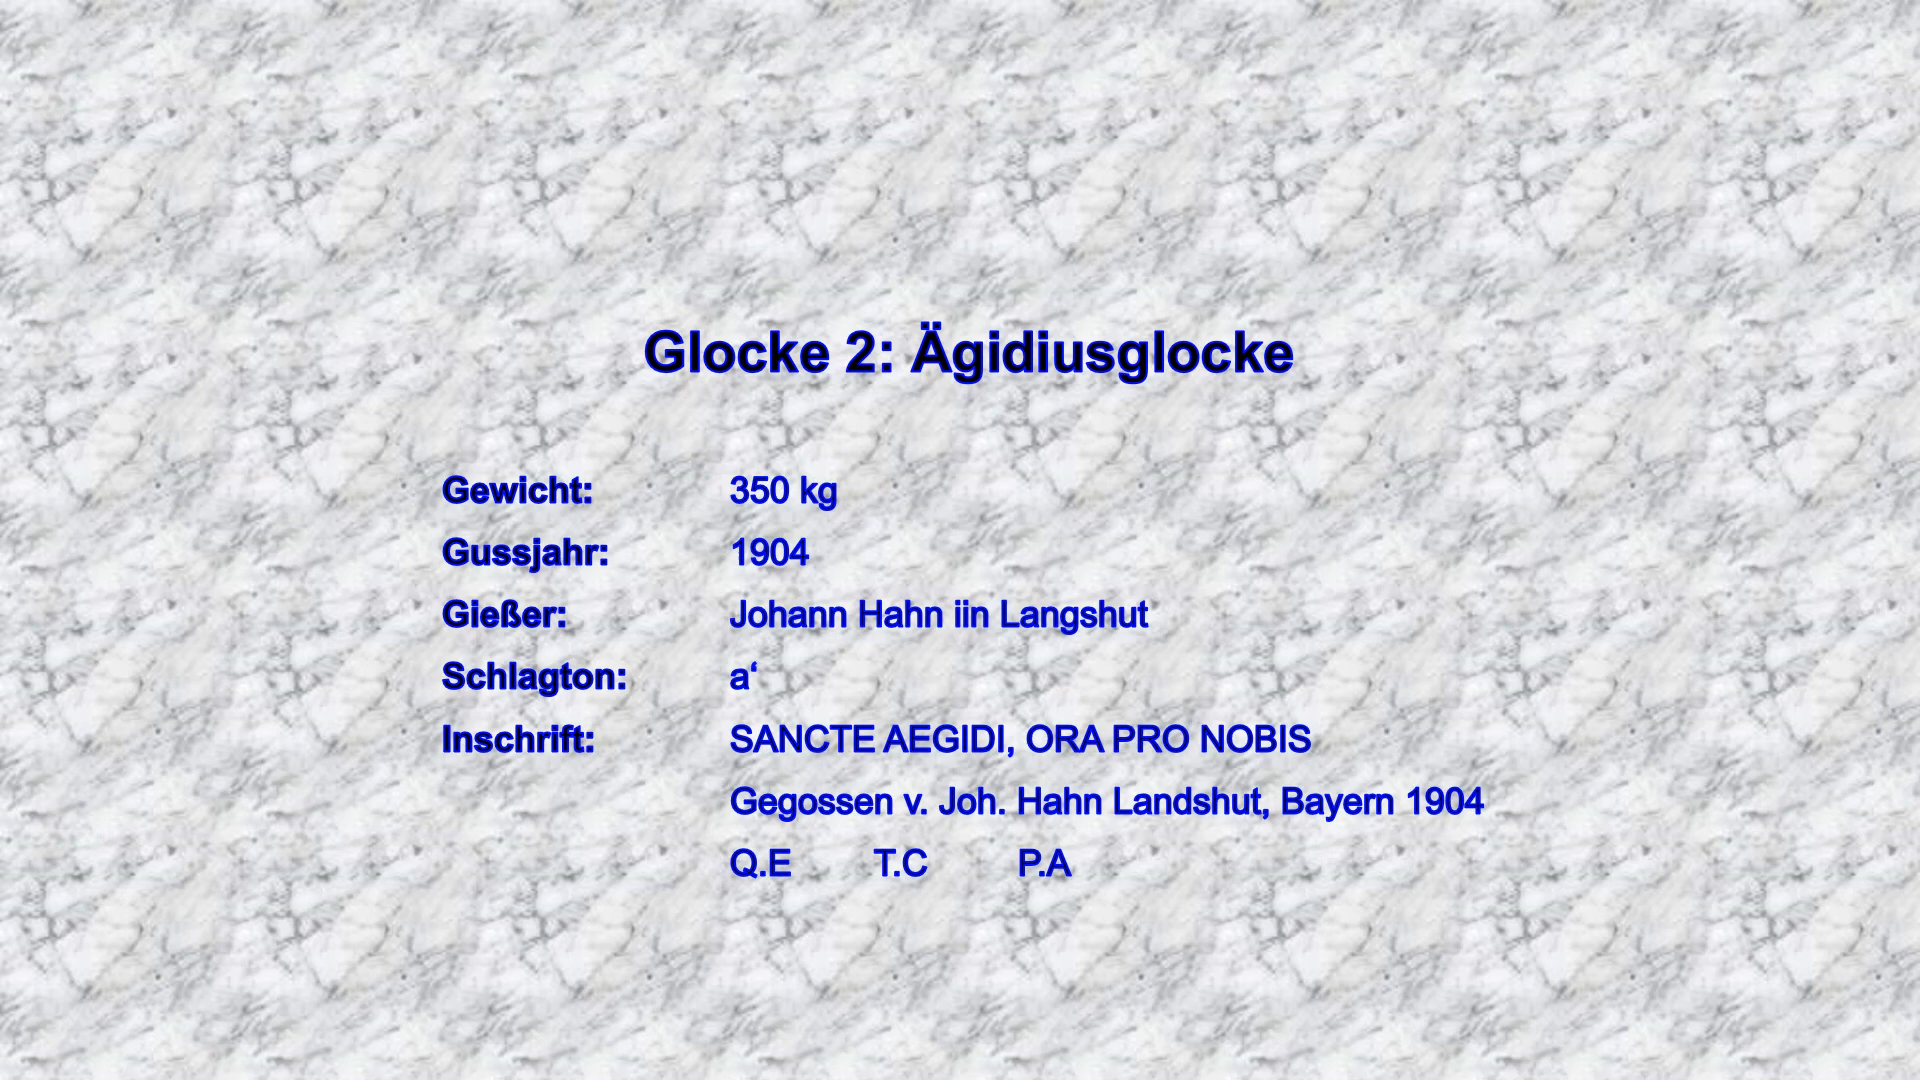 Glocke 2: Ägidiusglocke
Gewicht: 350 kg
Gussjahr: 1904
Gießer: Johann Hahn iin Langshut
Schlagton: a‘
Inschrift: SANCTE AEGIDI, ORA PRO NOBIS
Gegossen v. Joh. Hahn Landshut, Bayern 1904
Q.E T.C P.A